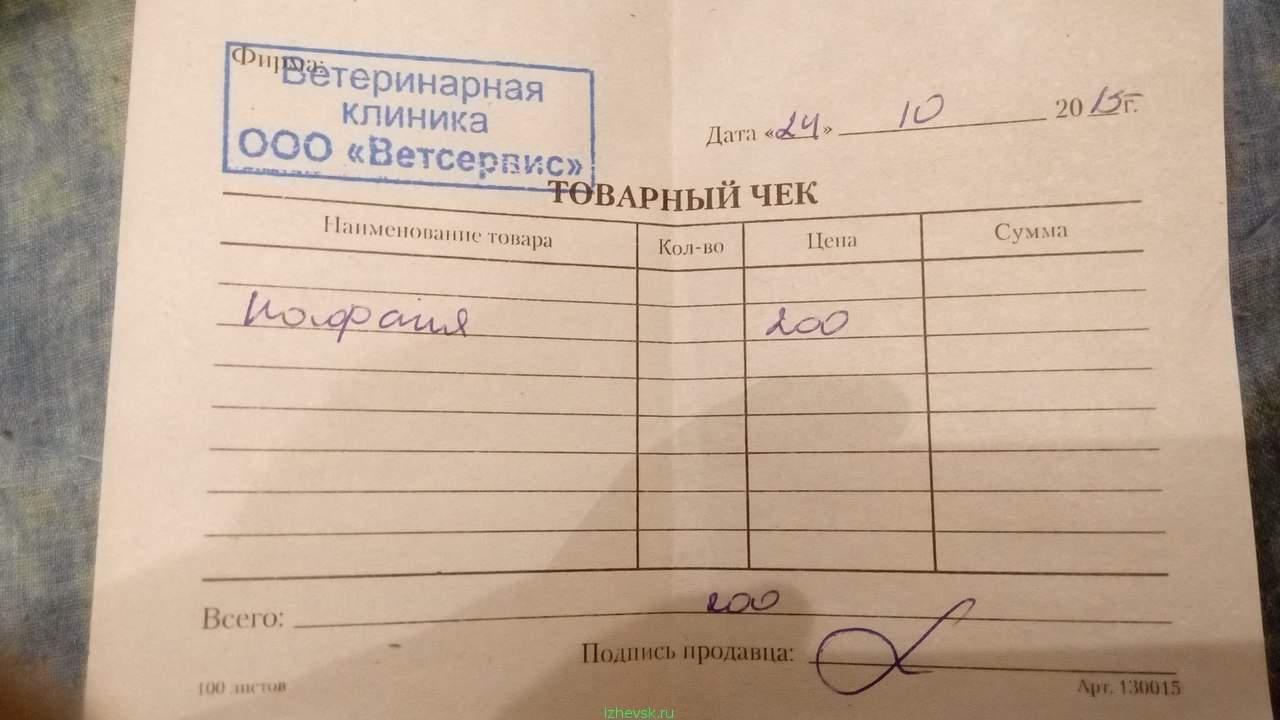 Фирма:
Ветеринарная
клиника
ООО «Ветсервис»
Дата «24» 10 2015г.
ТОВАРНЫЙ ЧЕК
Наименование товара Кол-во Цена Сумма
200
Всего: 200
Подпись продавца:
100 листов Арт. 130015
Izhevsk.ru